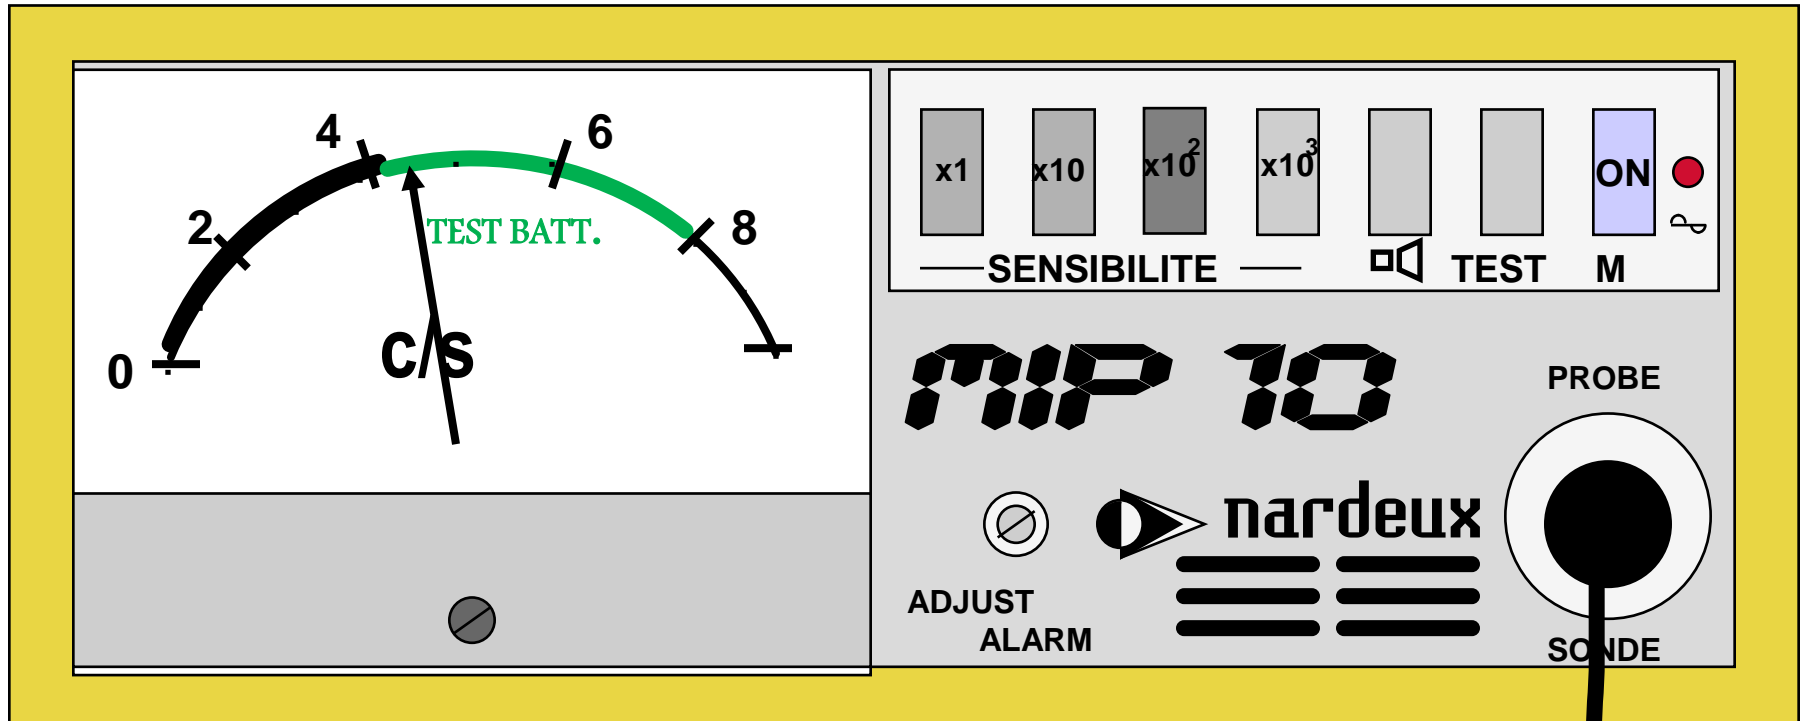 0 2 4 6 8
TEST BATT.
c/s
x1 x10 x10² x10³ ON
SENSIBILITE TEST M
MIP 10
PROBE
nardeux
ADJUST
ALARM
SONDE